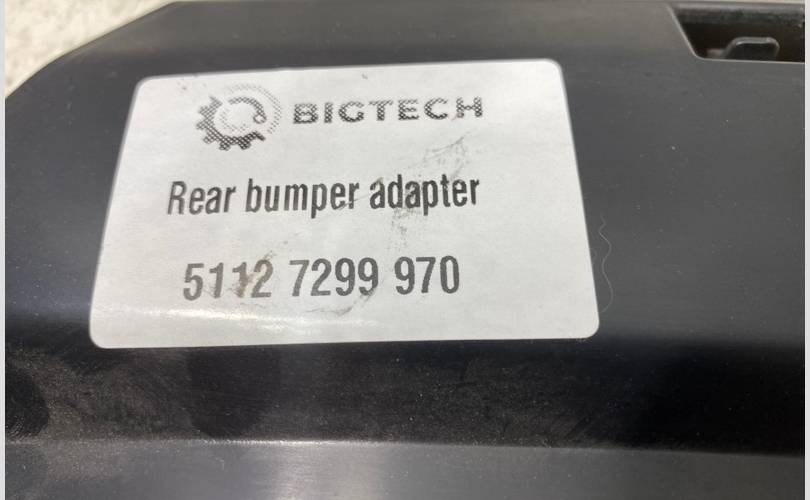 BIGTECH
Rear bumper adapter
5112 7299 970